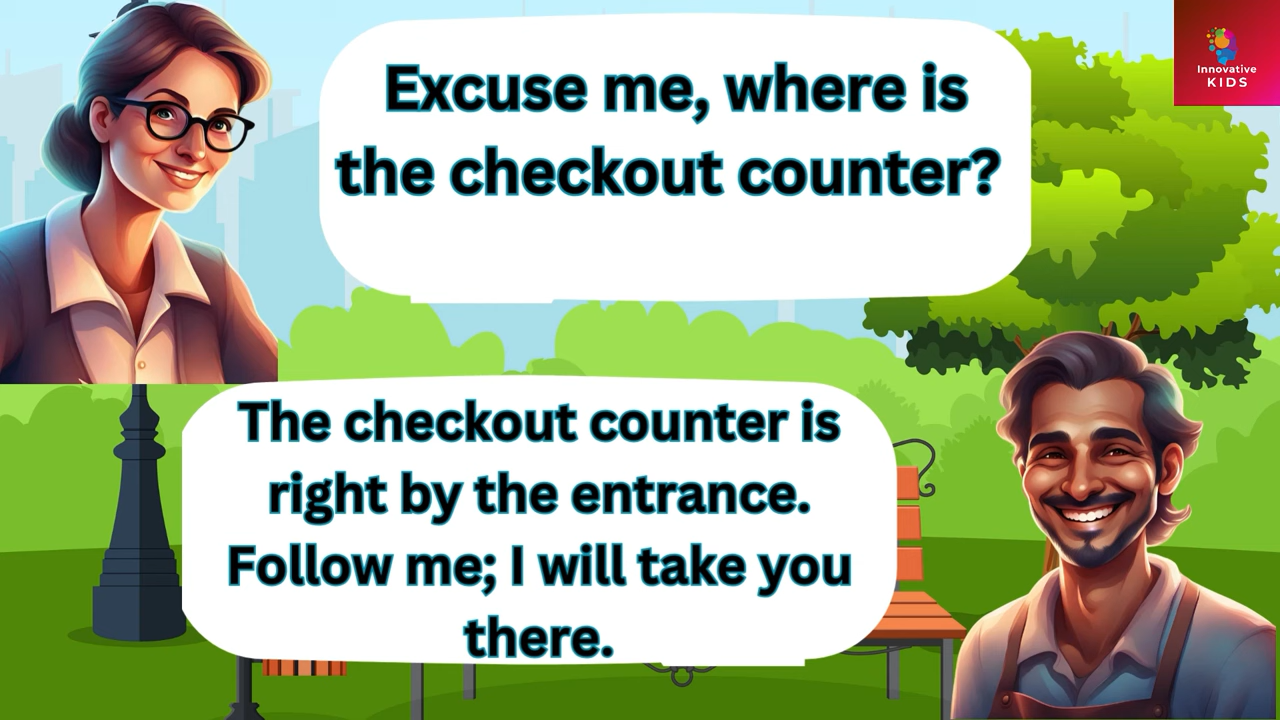 Excuse me, where is
the checkout counter?
Innovative
KIDS
The checkout counter is
right by the entrance.
Follow me; I will take you
there.